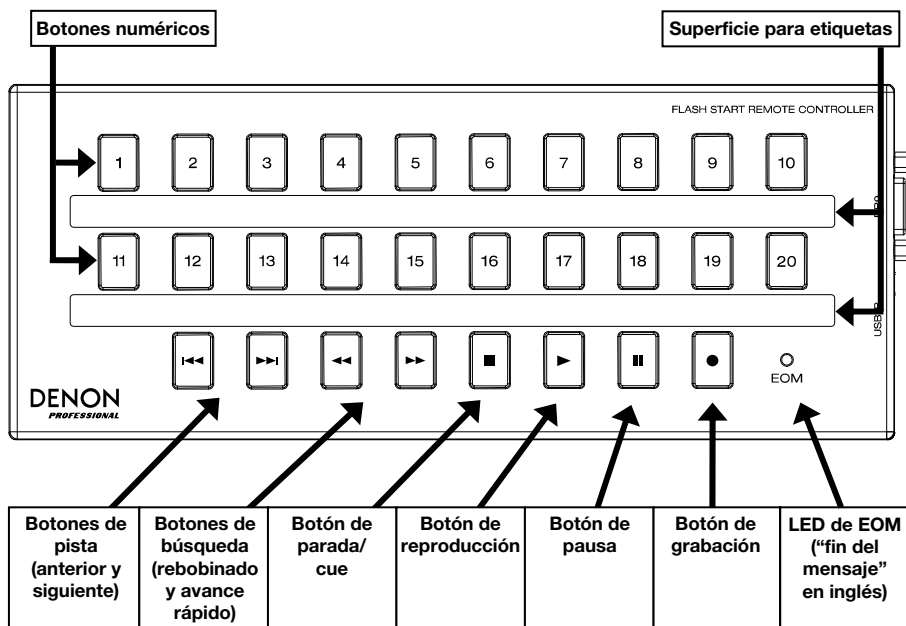 Botones numéricos
Superficie para etiquetas
FLASH START REMOTE CONTROLLER
1 2 3 4 5 6 7 8 9 10
11 12 13 14 15 16 17 18 19 20
EOM
DENON
PROFESSIONAL
Botones de
pista
(anterior y
siguiente)
Botones de
búsqueda
(rebobinado
y avance
rápido)
Botón de
parada/
cue
Botón de
reproducción
Botón de
pausa
Botón de
grabación
LED de EOM
(“fin del
mensaje”
en inglés)